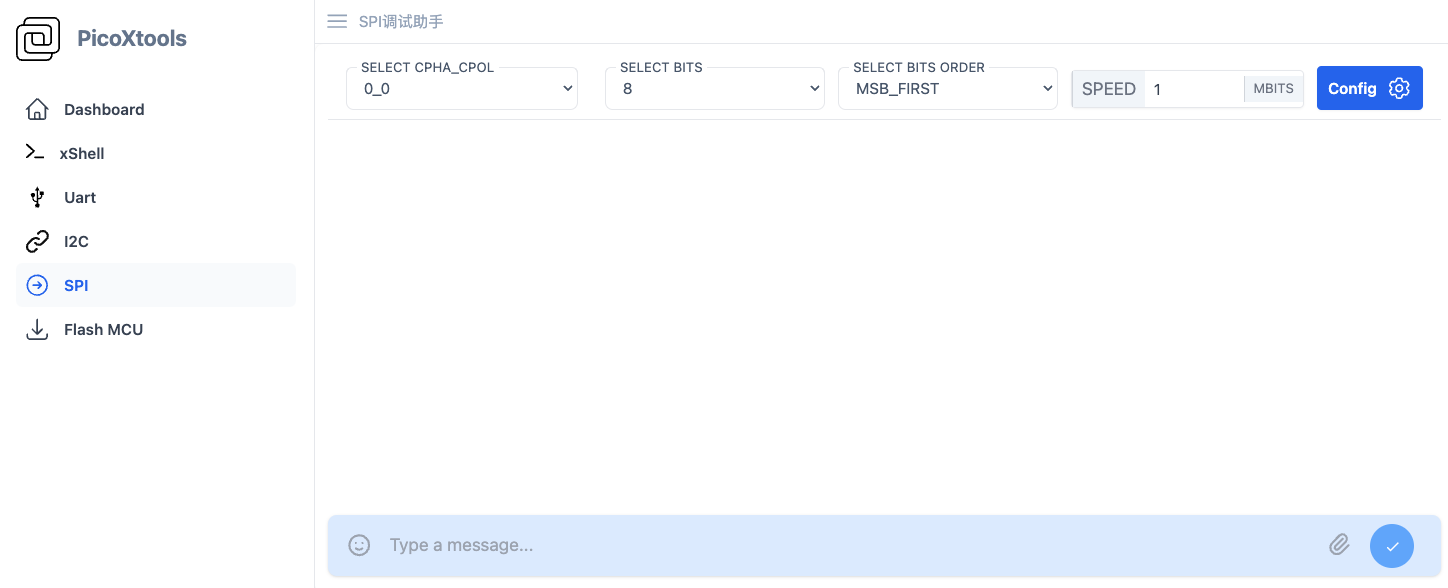 PicoXtools
Dashboard
xShell
Uart
I2C
SPI
Flash MCU
SPI调试助手
SELECT CPHA_CPOL
0_0
SELECT BITS
8
SELECT BITS ORDER
MSB_FIRST
SPEED 1 MBITS
Config
Type a message...